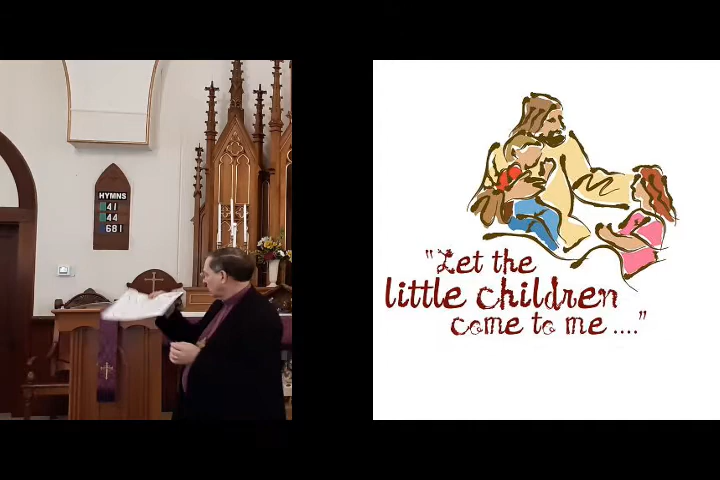 HYMNS
41
44
681
"Let the
little children
come to me ...."